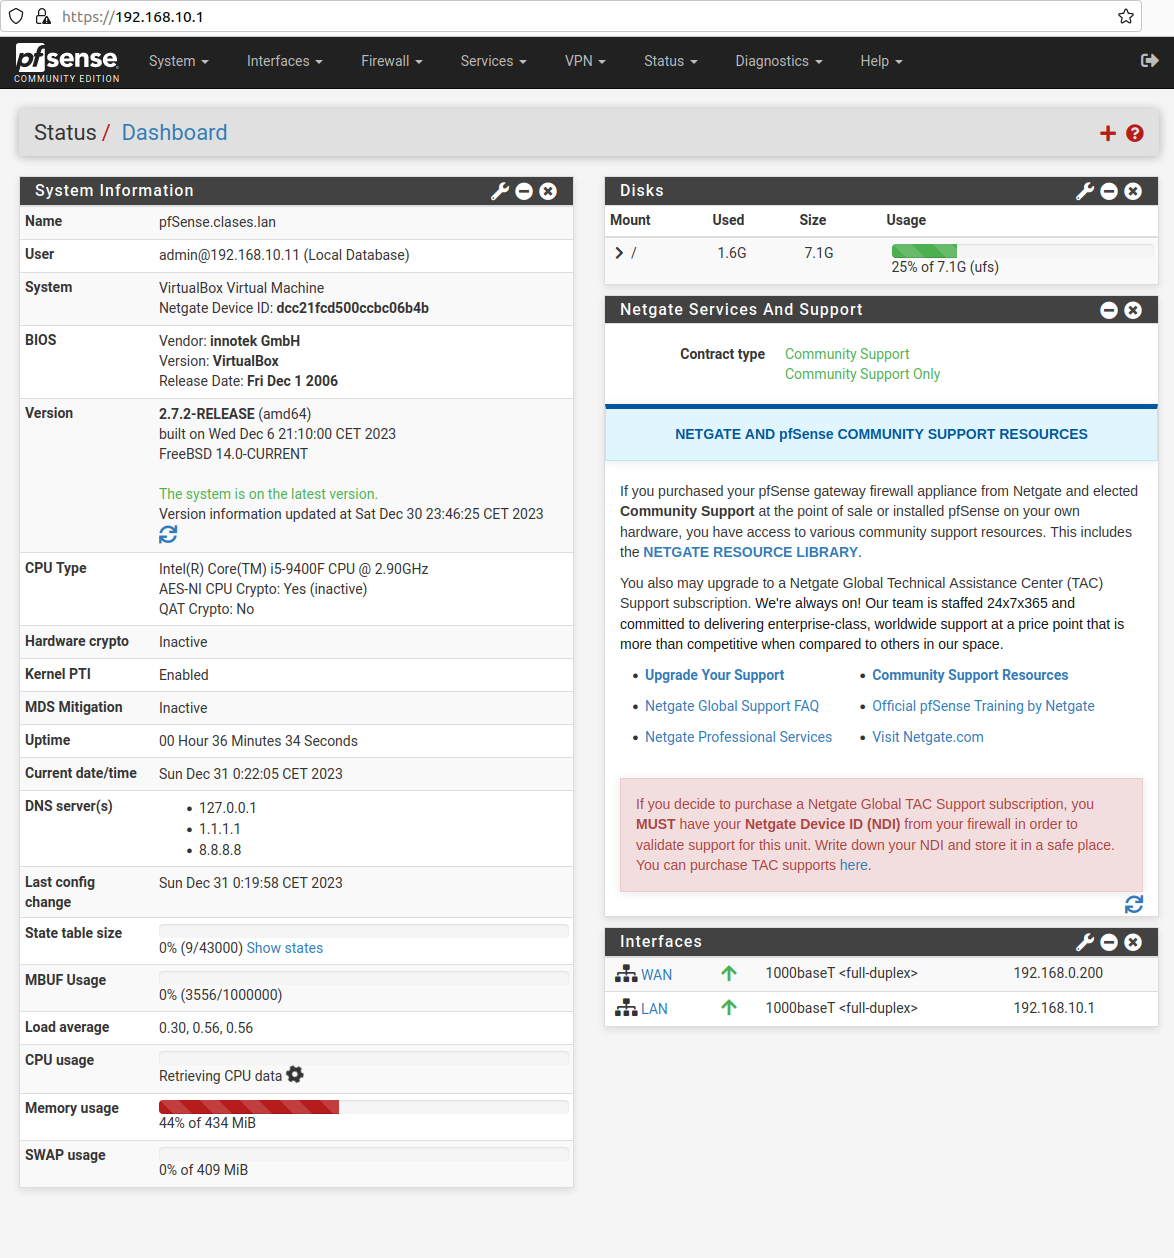 https://192.168.10.1
pfsense
COMMUNITY EDITION
System
Interfaces
Firewall
Services
VPN
Status
Diagnostics
Help
Status / Dashboard
System Information
Name pfSense.clases.lan
User admin@192.168.10.11 (Local Database)
System VirtualBox Virtual Machine
Netgate Device ID: dcc21fcd500ccbc06b4b
BIOS Vendor: innotek GmbH
Version: VirtualBox
Release Date: Fri Dec 1 2006
Version 2.7.2-RELEASE (amd64)
built on Wed Dec 6 21:10:00 CET 2023
FreeBSD 14.0-CURRENT
The system is on the latest version.
Version information updated at Sat Dec 30 23:46:25 CET 2023
CPU Type Intel(R) Core(TM) i5-9400F CPU @ 2.90GHz
AES-NI CPU Crypto: Yes (inactive)
QAT Crypto: No
Hardware crypto Inactive
Kernel PTI Enabled
MDS Mitigation Inactive
Uptime 00 Hour 36 Minutes 34 Seconds
Current date/time Sun Dec 31 0:22:05 CET 2023
DNS server(s) • 127.0.0.1
• 1.1.1.1
• 8.8.8.8
Last config Sun Dec 31 0:19:58 CET 2023
change
State table size
0% (9/43000) Show states
MBUF Usage
0% (3556/1000000)
Load average 0.30, 0.56, 0.56
CPU usage
Retrieving CPU data
Memory usage
44% of 434 MiB
SWAP usage
0% of 409 MiB
Disks
Mount Used Size Usage
/ 1.6G 7.1G
25% of 7.1G (ufs)
Netgate Services And Support
Contract type Community Support
Community Support Only
NETGATE AND pfSense COMMUNITY SUPPORT RESOURCES
If you purchased your pfSense gateway firewall appliance from Netgate and elected
Community Support at the point of sale or installed pfSense on your own
hardware, you have access to various community support resources. This includes
the NETGATE RESOURCE LIBRARY.
You also may upgrade to a Netgate Global Technical Assistance Center (TAC)
Support subscription. We're always on! Our team is staffed 24x7x365 and
committed to delivering enterprise-class, worldwide support at a price point that is
more than competitive when compared to others in our space.
• Upgrade Your Support • Community Support Resources
• Netgate Global Support FAQ • Official pfSense Training by Netgate
• Netgate Professional Services • Visit Netgate.com
If you decide to purchase a Netgate Global TAC Support subscription, you
MUST have your Netgate Device ID (NDI) from your firewall in order to
validate support for this unit. Write down your NDI and store it in a safe place.
You can purchase TAC supports here.
Interfaces
WAN 1000baseT <full-duplex> 192.168.0.200
LAN 1000baseT <full-duplex> 192.168.10.1